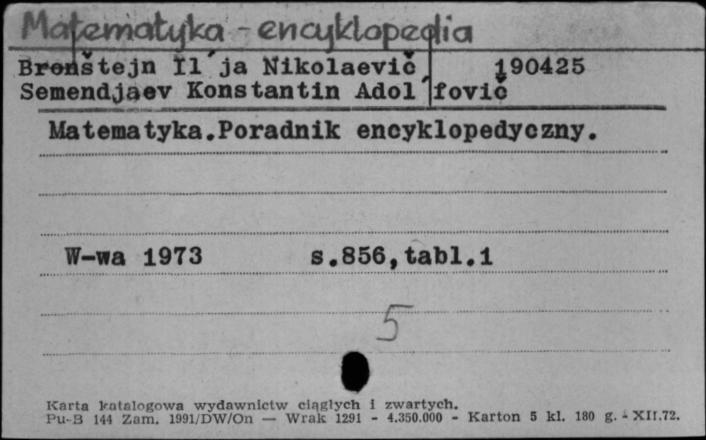 Matematyka - encyklopedia
Bronštejn Il´ja Nikolaevič 190425
Semendjaev Konstantin Adol´fovič
Matematyka.Poradnik encyklopedyczny.
W-wa 1973 s.856,tabl.1
5
Karta katalogowa wydawnictw ciągłych i zwartych.
Pu-B 144 Zam. 1991/DW/On — Wrak 1291 - 4.350.000 - Karton 5 kl. 180 g. - XII.72.